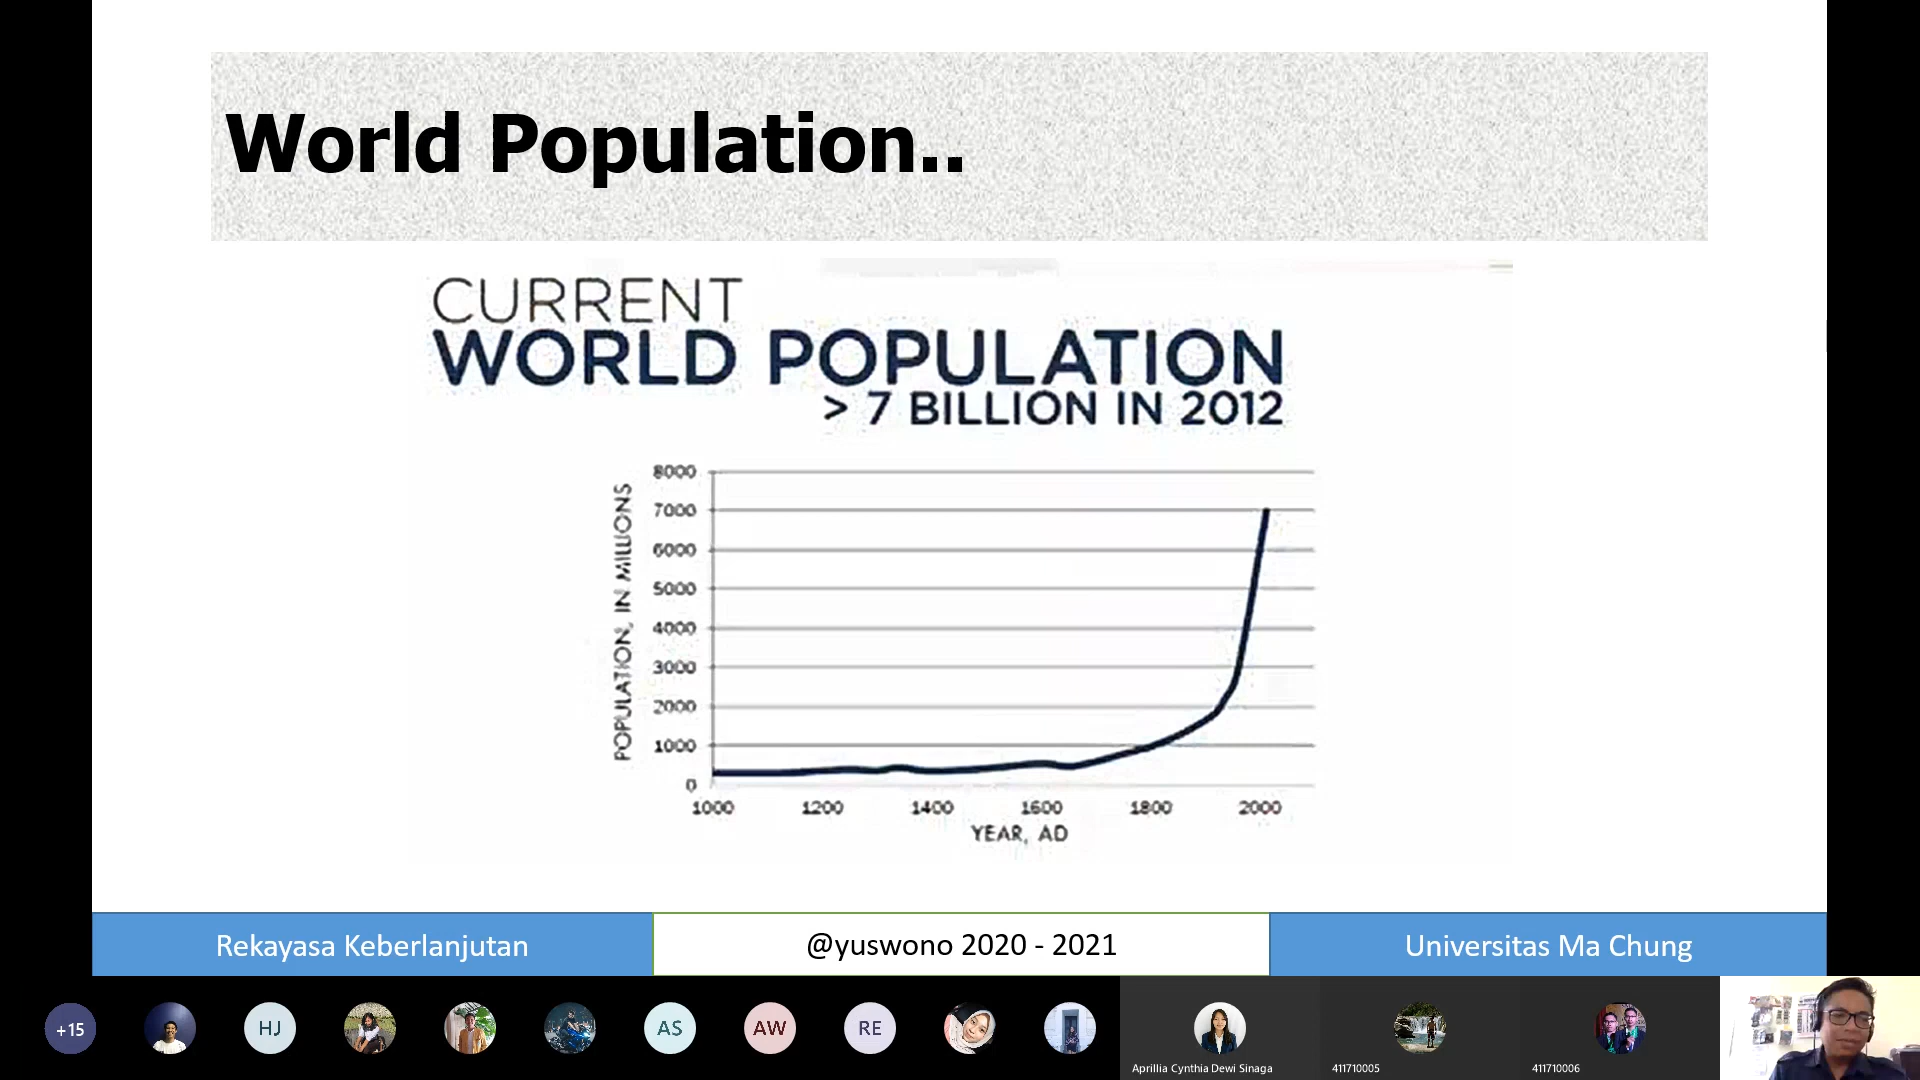 World Population..
CURRENT
WORLD POPULATION
> 7 BILLION IN 2012
POPULATION, IN MILLIONS
8000
7000
6000
5000
4000
3000
2000
1000
0
1000 1200 1400 1600 1800 2000
YEAR, AD
Rekayasa Keberlanjutan
@yuswono 2020 - 2021
Universitas Ma Chung
+15
HJ
AS
AW
RE
Aprillia Cynthia Dewi Sinaga
411710005
411710006